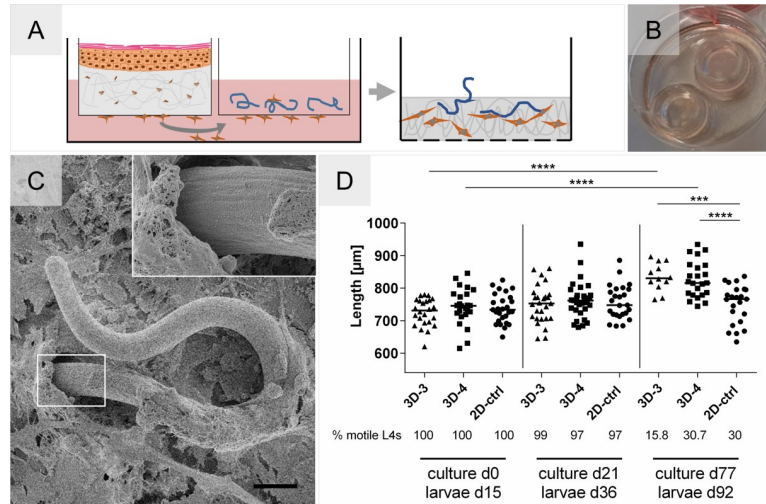 A
B
C
D
****
****
***
****
Length [µm]
1000
900
800
700
600
3D-3
3D-4
2D-ctrl
3D-3
3D-4
2D-ctrl
3D-3
3D-4
2D-ctrl
% motile L4s 100 100 100 99 97 97 15.8 30.7 30
culture d0 culture d21 culture d77
larvae d15 larvae d36 larvae d92